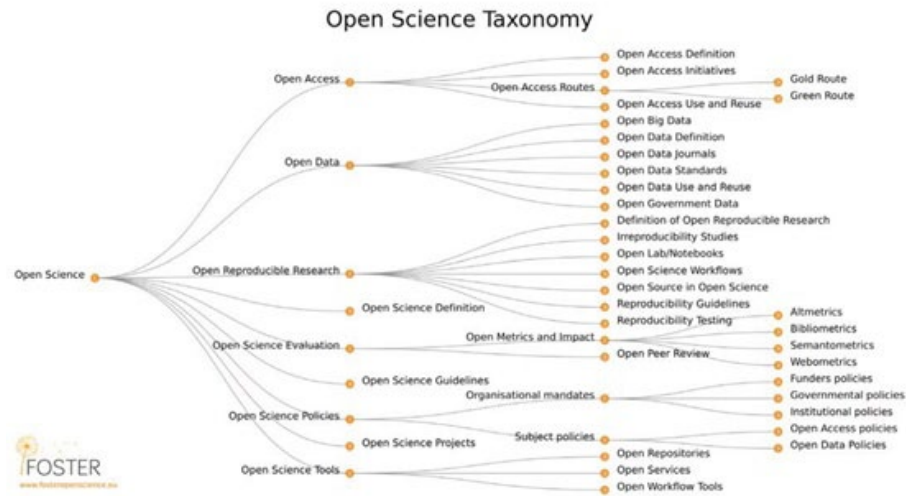 Open Science Taxonomy
Open Science
Open Access
Open Access Definition
Open Access Initiatives
Open Access Routes
Gold Route
Green Route
Open Access Use and Reuse
Open Data
Open Big Data
Open Data Definition
Open Data Journals
Open Data Standards
Open Data Use and Reuse
Open Government Data
Open Reproducible Research
Definition of Open Reproducible Research
Irreproducibility Studies
Open Lab/Notebooks
Open Science Workflows
Open Source in Open Science
Reproducibility Guidelines
Reproducibility Testing
Open Science Definition
Open Science Evaluation
Open Metrics and Impact
Altmetrics
Bibliometrics
Semantometrics
Webometrics
Open Peer Review
Open Science Guidelines
Open Science Policies
Organisational mandates
Funders policies
Governmental policies
Institutional policies
Subject policies
Open Access policies
Open Data Policies
Open Science Projects
Open Science Tools
Open Repositories
Open Services
Open Workflow Tools
FOSTER
www.fosteropenscience.eu